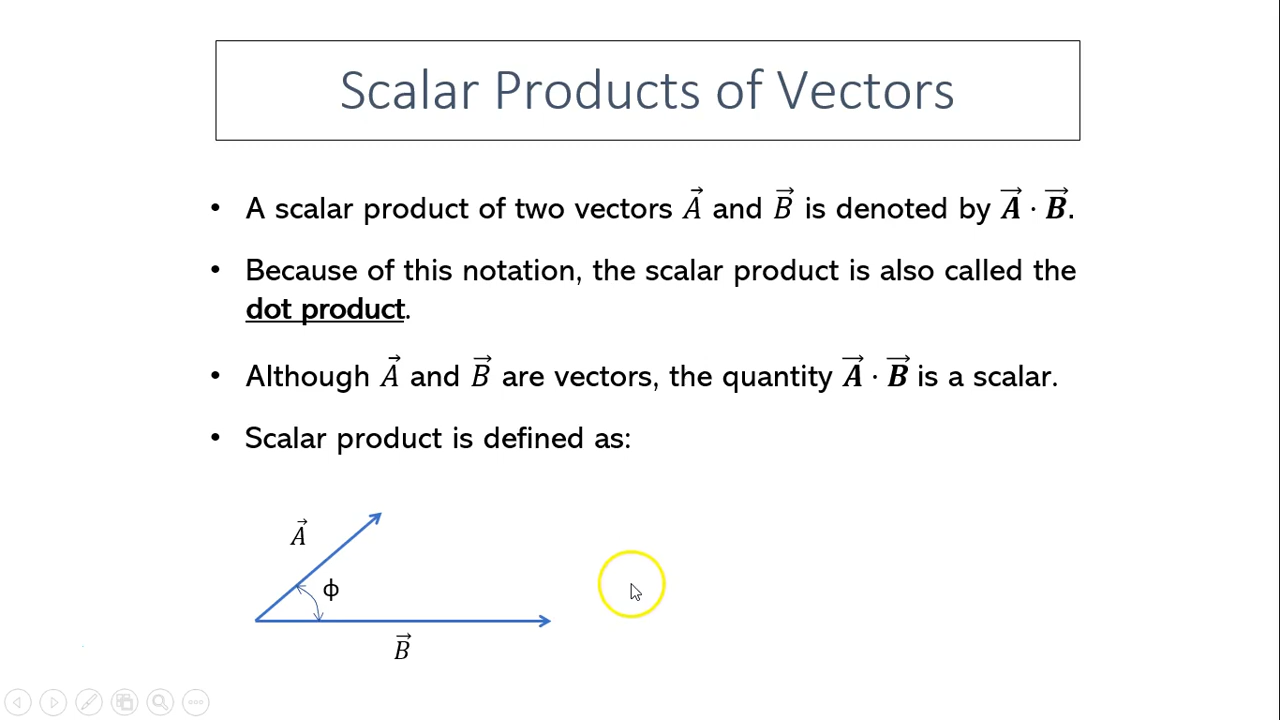 Scalar Products of Vectors
• A scalar product of two vectors A⃗ and B⃗ is denoted by A⃗ · B⃗.
• Because of this notation, the scalar product is also called the
dot product.
• Although A⃗ and B⃗ are vectors, the quantity A⃗ · B⃗ is a scalar.
• Scalar product is defined as:
A⃗
ϕ
B⃗